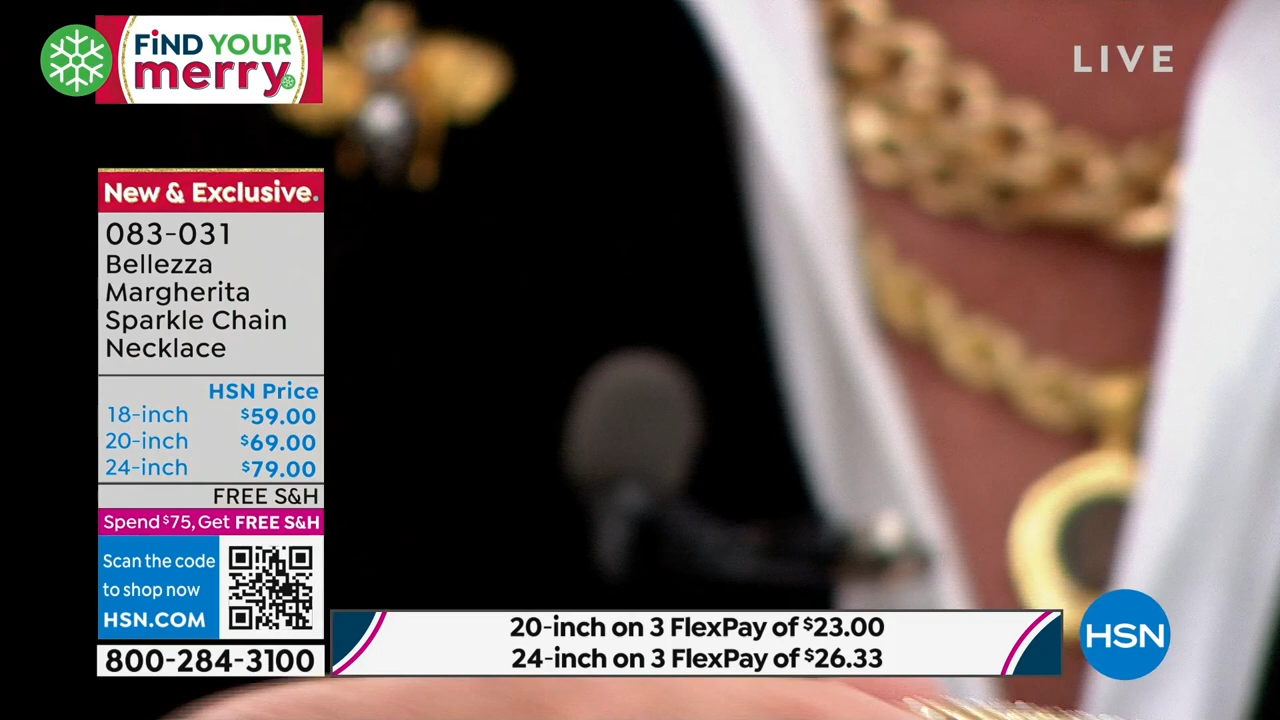 FiND YOUR
merry
LIVE
New & Exclusive.
083-031
Bellezza
Margherita
Sparkle Chain
Necklace
HSN Price
18-inch $59.00
20-inch $69.00
24-inch $79.00
FREE S&H
Spend $75, Get FREE S&H
Scan the code
to shop now
HSN.COM
800-284-3100
20-inch on 3 FlexPay of $23.00
24-inch on 3 FlexPay of $26.33
HSN